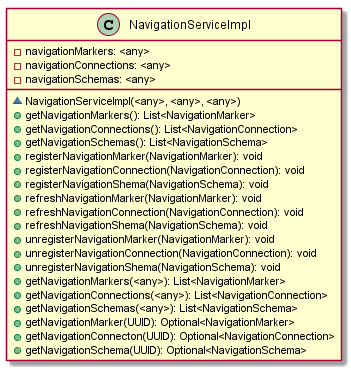 C NavigationServiceImpl
navigationMarkers: <any>
navigationConnections: <any>
navigationSchemas: <any>
NavigationServiceImpl(<any>, <any>, <any>)
getNavigationMarkers(): List<NavigationMarker>
getNavigationConnections(): List<NavigationConnection>
getNavigationSchemas(): List<NavigationSchema>
registerNavigationMarker(NavigationMarker): void
registerNavigationConnection(NavigationConnection): void
registerNavigationShema(NavigationSchema): void
refreshNavigationMarker(NavigationMarker): void
refreshNavigationConnection(NavigationConnection): void
refreshNavigationShema(NavigationSchema): void
unregisterNavigationMarker(NavigationMarker): void
unregisterNavigationConnection(NavigationConnection): void
unregisterNavigationShema(NavigationSchema): void
getNavigationMarkers(<any>): List<NavigationMarker>
getNavigationConnections(<any>): List<NavigationConnection>
getNavigationSchemas(<any>): List<NavigationSchema>
getNavigationMarker(UUID): Optional<NavigationMarker>
getNavigationConnecton(UUID): Optional<NavigationConnection>
getNavigationSchema(UUID): Optional<NavigationSchema>